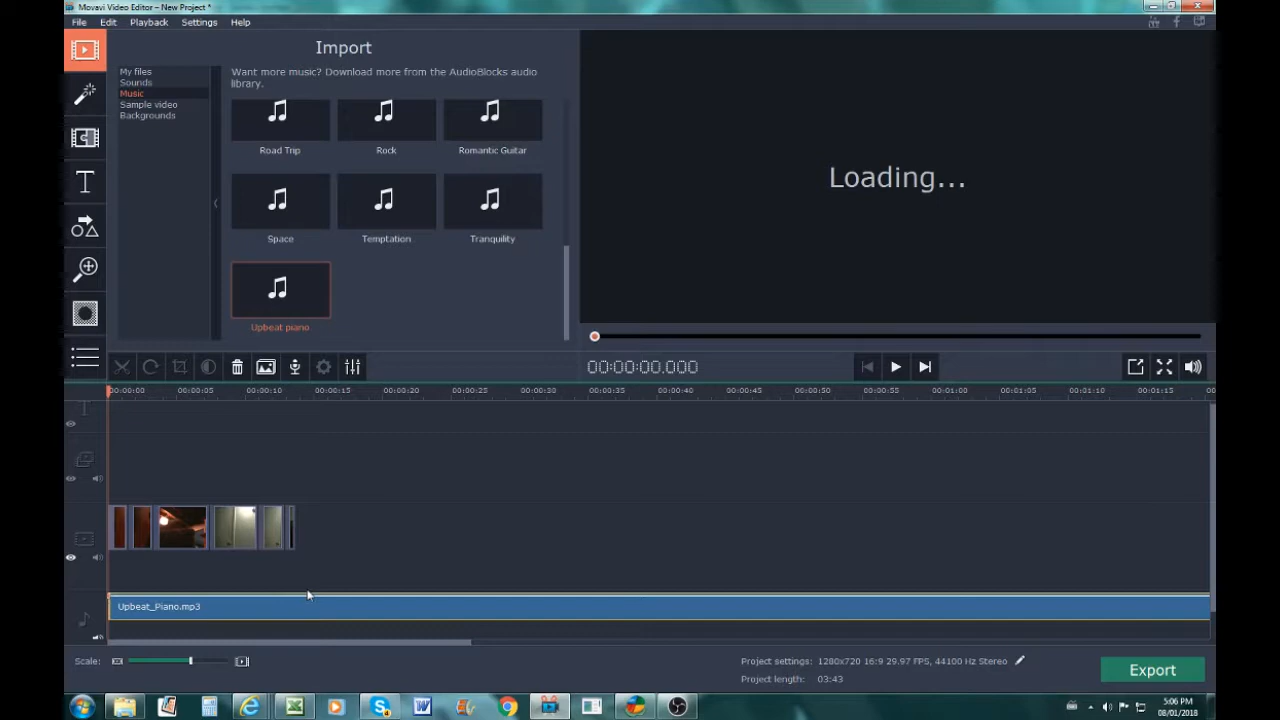 Movavi Video Editor – New Project *
File Edit Playback Settings Help
Import
My files
Sounds
Music
Sample video
Backgrounds
Want more music? Download more from the AudioBlocks audio
library.
Road Trip Rock Romantic Guitar
Space Temptation Tranquility
Upbeat piano
Loading...
00:00:00.000
00:00:00 00:00:05 00:00:10 00:00:15 00:00:20 00:00:25 00:00:30 00:00:35 00:00:40 00:00:45 00:00:50 00:00:55 00:01:00 00:01:05 00:01:10 00:01:15
Upbeat_Piano.mp3
Scale:
Project settings: 1280x720 16:9 29.97 FPS, 44100 Hz Stereo
Project length: 03:43
Export
5:06 PM
08/01/2018